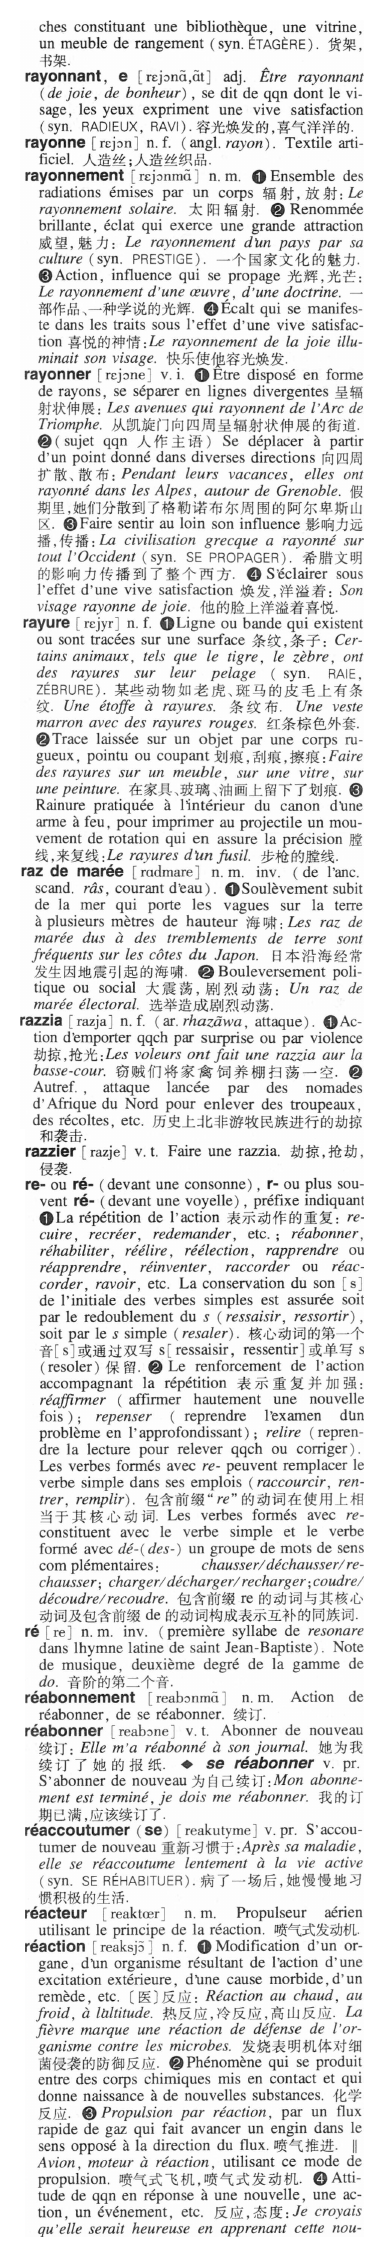 ches constituant une bibliothèque, une vitrine,
un meuble de rangement (syn. ÉTAGÈRE). 货架,
书架.
rayonnant, e [rɛjɔnɑ̃,ɑ̃t] adj. Être rayonnant
(de joie, de bonheur), se dit de qqn dont le vi-
sage, les yeux expriment une vive satisfaction
(syn. RADIEUX, RAVI). 容光焕发的,喜气洋洋的.
rayonne [rɛjɔn] n. f. (angl. rayon). Textile arti-
ficiel. 人造丝;人造丝织品.
rayonnement [rɛjɔnmɑ̃] n. m. ❶ Ensemble des
radiations émises par un corps 辐射,放射: Le
rayonnement solaire. 太阳辐射. ❷ Renommée
brillante, éclat qui exerce une grande attraction
威望,魅力: Le rayonnement d'un pays par sa
culture (syn. PRESTIGE). 一个国家文化的魅力.
❸ Action, influence qui se propage 光辉,光芒:
Le rayonnement d'une œuvre, d'une doctrine. 一
部作品、一种学说的光辉. ❹ Écalt qui se manifes-
te dans les traits sous l'effet d'une vive satisfac-
tion 喜悦的神情: Le rayonnement de la joie illu-
minait son visage. 快乐使他容光焕发.
rayonner [rɛjɔne] v. i. ❶ Être disposé en forme
de rayons, se séparer en lignes divergentes 呈辐
射状伸展: Les avenues qui rayonnent de l'Arc de
Triomphe. 从凯旋门向四周呈辐射状伸展的街道.
❷ (sujet qqn 人作主语) Se déplacer à partir
d'un point donné dans diverses directions 向四周
扩散、散布: Pendant leurs vacances, elles ont
rayonné dans les Alpes, autour de Grenoble. 假
期里,她们分散到了格勒诺布尔周围的阿尔卑斯山
区. ❸ Faire sentir au loin son influence 影响力远
播,传播: La civilisation grecque a rayonné sur
tout l'Occident (syn. SE PROPAGER). 希腊文明
的影响力传播到了整个西方. ❹ S'éclairer sous
l'effet d'une vive satisfaction 焕发,洋溢着: Son
visage rayonne de joie. 他的脸上洋溢着喜悦.
rayure [rɛjyr] n. f. ❶ Ligne ou bande qui existent
ou sont tracées sur une surface 条纹,条子: Cer-
tains animaux, tels que le tigre, le zèbre, ont
des rayures sur leur pelage (syn. RAIE,
ZÉBRURE). 某些动物如老虎、斑马的皮毛上有条
纹. Une étoffe à rayures. 条纹布. Une veste
marron avec des rayures rouges. 红条棕色外套.
❷ Trace laissée sur un objet par une corps ru-
gueux, pointu ou coupant 划痕,刮痕,擦痕: Faire
des rayures sur un meuble, sur une vitre, sur
une peinture. 在家具、玻璃、油画上留下了划痕. ❸
Rainure pratiquée à l'intérieur du canon d'une
arme à feu, pour imprimer au projectile un mou-
vement de rotation qui en assure la précision 膛
线,来复线: Le rayures d'un fusil. 步枪的膛线.
raz de marée [rɑdmare] n. m. inv. (de l'anc.
scand. râs, courant d'eau). ❶ Soulèvement subit
de la mer qui porte les vagues sur la terre
à plusieurs mètres de hauteur 海啸: Les raz de
marée dus à des tremblements de terre sont
fréquents sur les côtes du Japon. 日本沿海经常
发生因地震引起的海啸. ❷ Bouleversement poli-
tique ou social 大震荡,剧烈动荡: Un raz de
marée électoral. 选举造成剧烈动荡.
razzia [razja] n. f. (ar. rhazāwa, attaque). ❶ Ac-
tion d'emporter qqch par surprise ou par violence
劫掠,抢光: Les voleurs ont fait une razzia aur la
basse-cour. 窃贼们将家禽饲养棚扫荡一空. ❷
Autref., attaque lancée par des nomades
d'Afrique du Nord pour enlever des troupeaux,
des récoltes, etc. 历史上北非游牧民族进行的劫掠
和袭击.
razzier [razje] v. t. Faire une razzia. 劫掠,抢劫,
侵袭.
re- ou ré- (devant une consonne), r- ou plus sou-
vent ré- (devant une voyelle), préfixe indiquant
❶ La répétition de l'action 表示动作的重复: re-
cuire, recréer, redemander, etc.; réabonner,
réhabiliter, réélire, réélection, rapprendre ou
réapprendre, réinventer, raccorder ou réac-
corder, ravoir, etc. La conservation du son [s]
de l'initiale des verbes simples est assurée soit
par le redoublement du s (ressaisir, ressortir),
soit par le s simple (resaler). 核心动词的第一个
音[s]或通过双写 s[ressaisir, ressentir]或单写 s
(resoler) 保留. ❷ Le renforcement de l'action
accompagnant la répétition 表示重复并加强:
réaffirmer (affirmer hautement une nouvelle
fois); repenser (reprendre l'examen d'un
problème en l'approfondissant); relire (repren-
dre la lecture pour relever qqch ou corriger).
Les verbes formés avec re- peuvent remplacer le
verbe simple dans ses emplois (raccourcir, ren-
trer, remplir). 包含前缀“re”的动词在使用上相
当于其核心动词. Les verbes formés avec re-
constituent avec le verbe simple et le verbe
formé avec dé-(des-) un groupe de mots de sens
com plémentaires: chausser/déchausser/re-
chausser; charger/décharger/recharger;coudre/
découdre/recoudre. 包含前缀 re 的动词与其核心
动词及包含前缀 de 的动词构成表示互补的同族词.
ré [re] n. m. inv. (première syllabe de resonare
dans lhymne latine de saint Jean-Baptiste). Note
de musique, deuxième degré de la gamme de
do. 音阶的第二个音.
réabonnement [reabɔnmɑ̃] n. m. Action de
réabonner, de se réabonner. 续订.
réabonner [reabɔne] v. t. Abonner de nouveau
续订: Elle m'a réabonné à son journal. 她为我
续订了她的报纸. ◆ se réabonner v. pr.
S'abonner de nouveau 为自己续订: Mon abonne-
ment est terminé, je dois me réabonner. 我的订
期已满,应该续订了.
réaccoutumer (se) [reakutyme] v. pr. S'accou-
tumer de nouveau 重新习惯于: Après sa maladie,
elle se réaccoutume lentement à la vie active
(syn. SE RÉHABITUER). 病了一场后,她慢慢地习
惯积极的生活.
réacteur [reaktœr] n. m. Propulseur aérien
utilisant le principe de la réaction. 喷气式发动机.
réaction [reaksjɔ̃] n. f. ❶ Modification d'un or-
gane, d'un organisme résultant de l'action d'une
excitation extérieure, d'une cause morbide, d'un
remède, etc. [医]反应: Réaction au chaud, au
froid, à l'altitude. 热反应,冷反应,高山反应. La
fièvre marque une réaction de défense de l'or-
ganisme contre les microbes. 发烧表明机体对细
菌侵袭的防御反应. ❷ Phénomène qui se produit
entre des corps chimiques mis en contact et qui
donne naissance à de nouvelles substances. 化学
反应. ❸ Propulsion par réaction, par un flux
rapide de gaz qui fait avancer un engin dans le
sens opposé à la direction du flux. 喷气推进. ‖
Avion, moteur à réaction, utilisant ce mode de
propulsion. 喷气式飞机,喷气式发动机. ❹ Atti-
tude de qqn en réponse à une nouvelle, une ac-
tion, un événement, etc. 反应,态度: Je croyais
qu'elle serait heureuse en apprenant cette nou-